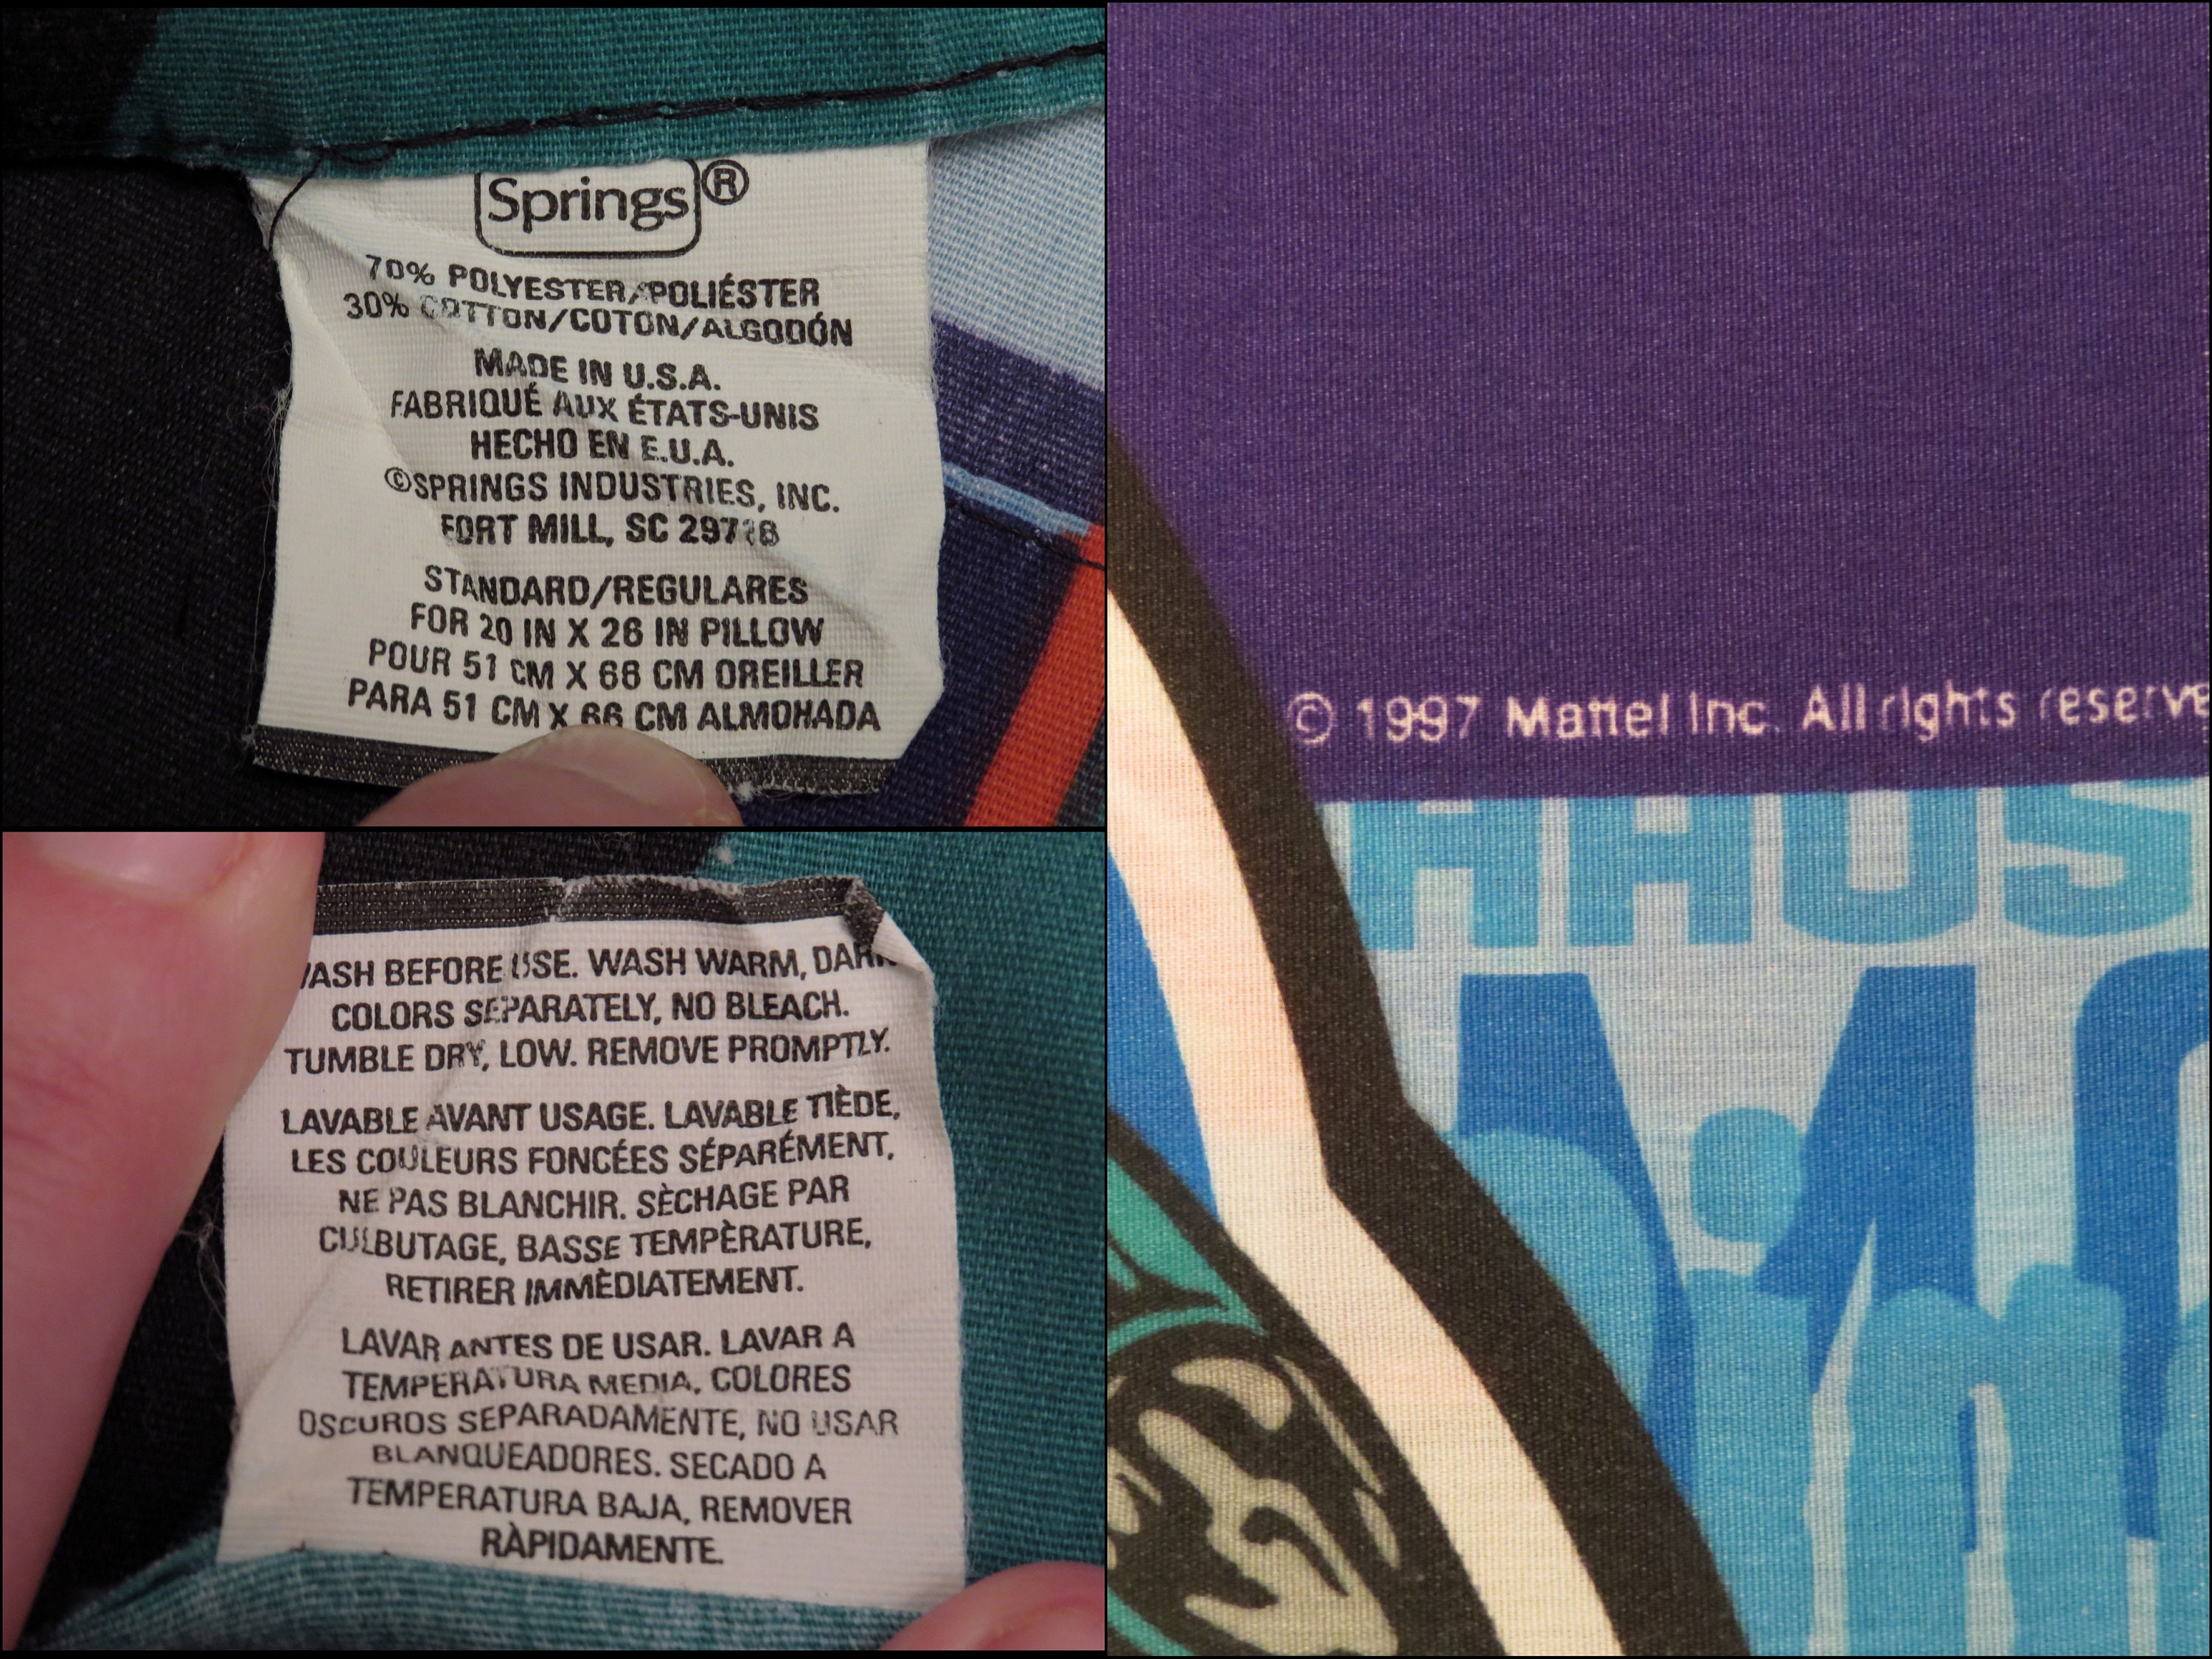 Springs®
70% POLYESTER/POLIÉSTER
30% COTTON/COTON/ALGODÓN
MADE IN U.S.A.
FABRIQUÉ AUX ÉTATS-UNIS
HECHO EN E.U.A.
©SPRINGS INDUSTRIES, INC.
FORT MILL, SC
STANDARD/REGULARES
FOR 20 IN X 26 IN PILLOW
POUR 51 CM X 66 CM OREILLER
PARA 51 CM X 66 CM ALMOHADA
WASH BEFORE USE. WASH WARM, DARK
COLORS SEPARATELY, NO BLEACH.
TUMBLE DRY, LOW. REMOVE PROMPTLY.
LAVABLE AVANT USAGE. LAVABLE TIÈDE,
LES COULEURS FONCÉES SÉPARÉMENT,
NE PAS BLANCHIR. SÈCHAGE PAR
CULBUTAGE, BASSE TEMPÈRATURE,
RETIRER IMMÈDIATEMENT.
LAVAR ANTES DE USAR. LAVAR A
TEMPERATURA MEDIA, COLORES
OSCUROS SEPARADAMENTE, NO USAR
BLANQUEADORES. SECADO A
TEMPERATURA BAJA, REMOVER
RÀPIDAMENTE.
© 1997 Mattel Inc. All rights reserve